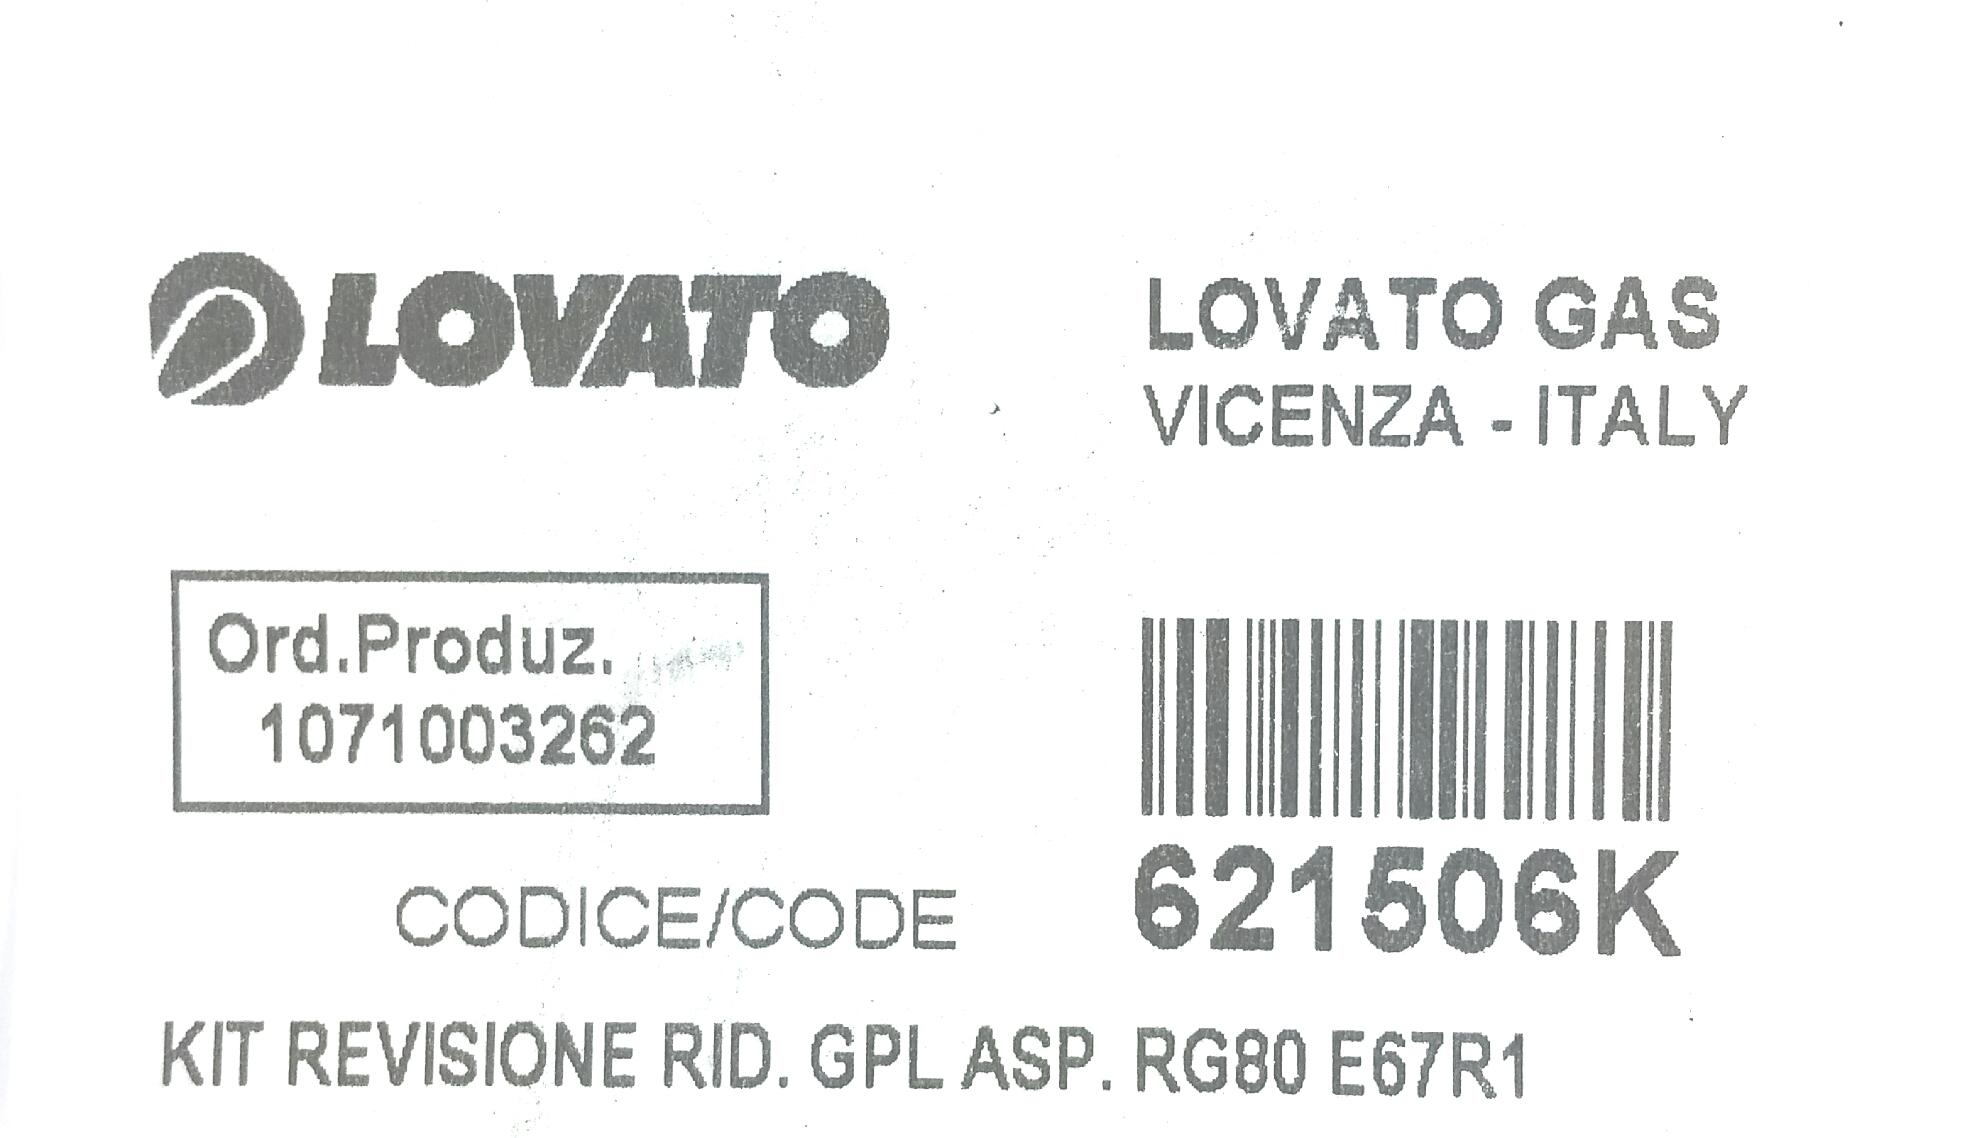 LOVATO
LOVATO GAS
VICENZA - ITALY
Ord.Produz.
1071003262
CODICE/CODE
621506K
KIT REVISIONE RID. GPL ASP. RG80 E67R1